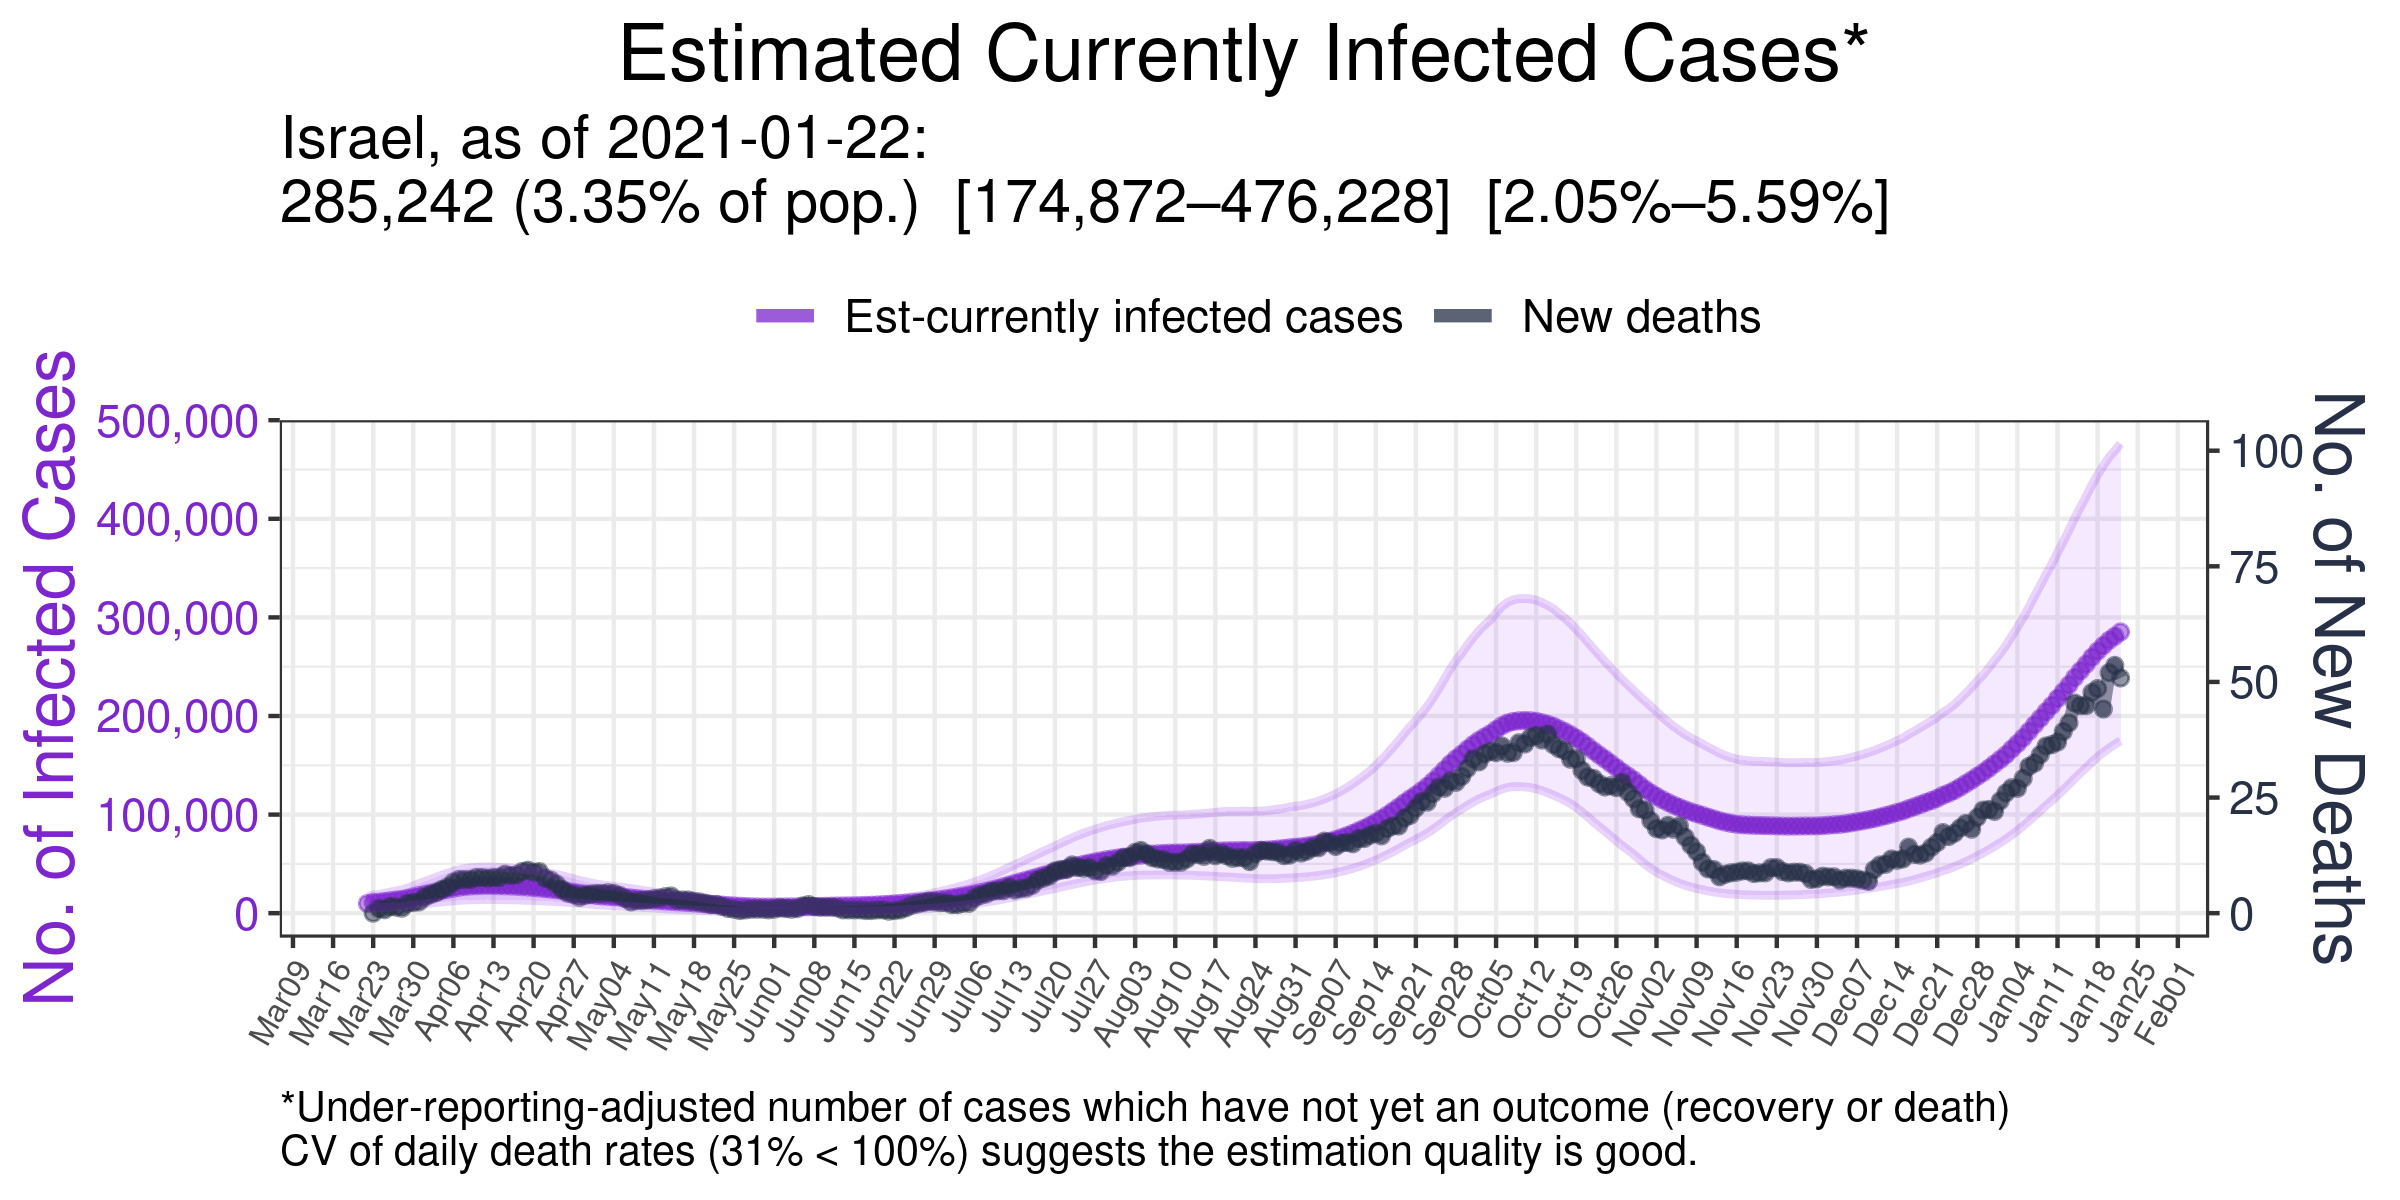 Estimated Currently Infected Cases*
Israel, as of 2021-01-22:
285,242 (3.35% of pop.) [174,872–476,228] [2.05%–5.59%]
Est-currently infected cases New deaths
No. of Infected Cases
500,000
400,000
300,000
200,000
100,000
0
100
75
50
25
0
No. of New Deaths
Mar09 Mar16 Mar23 Mar30 Apr06 Apr13 Apr20 Apr27 May04 May11 May18 May25 Jun01 Jun08 Jun15 Jun22 Jun29 Jul06 Jul13 Jul20 Jul27 Aug03 Aug10 Aug17 Aug24 Aug31 Sep07 Sep14 Sep21 Sep28 Oct05 Oct12 Oct19 Oct26 Nov02 Nov09 Nov16 Nov23 Nov30 Dec07 Dec14 Dec21 Dec28 Jan04 Jan11 Jan18 Jan25 Feb01
*Under-reporting-adjusted number of cases which have not yet an outcome (recovery or death)
CV of daily death rates (31% < 100%) suggests the estimation quality is good.